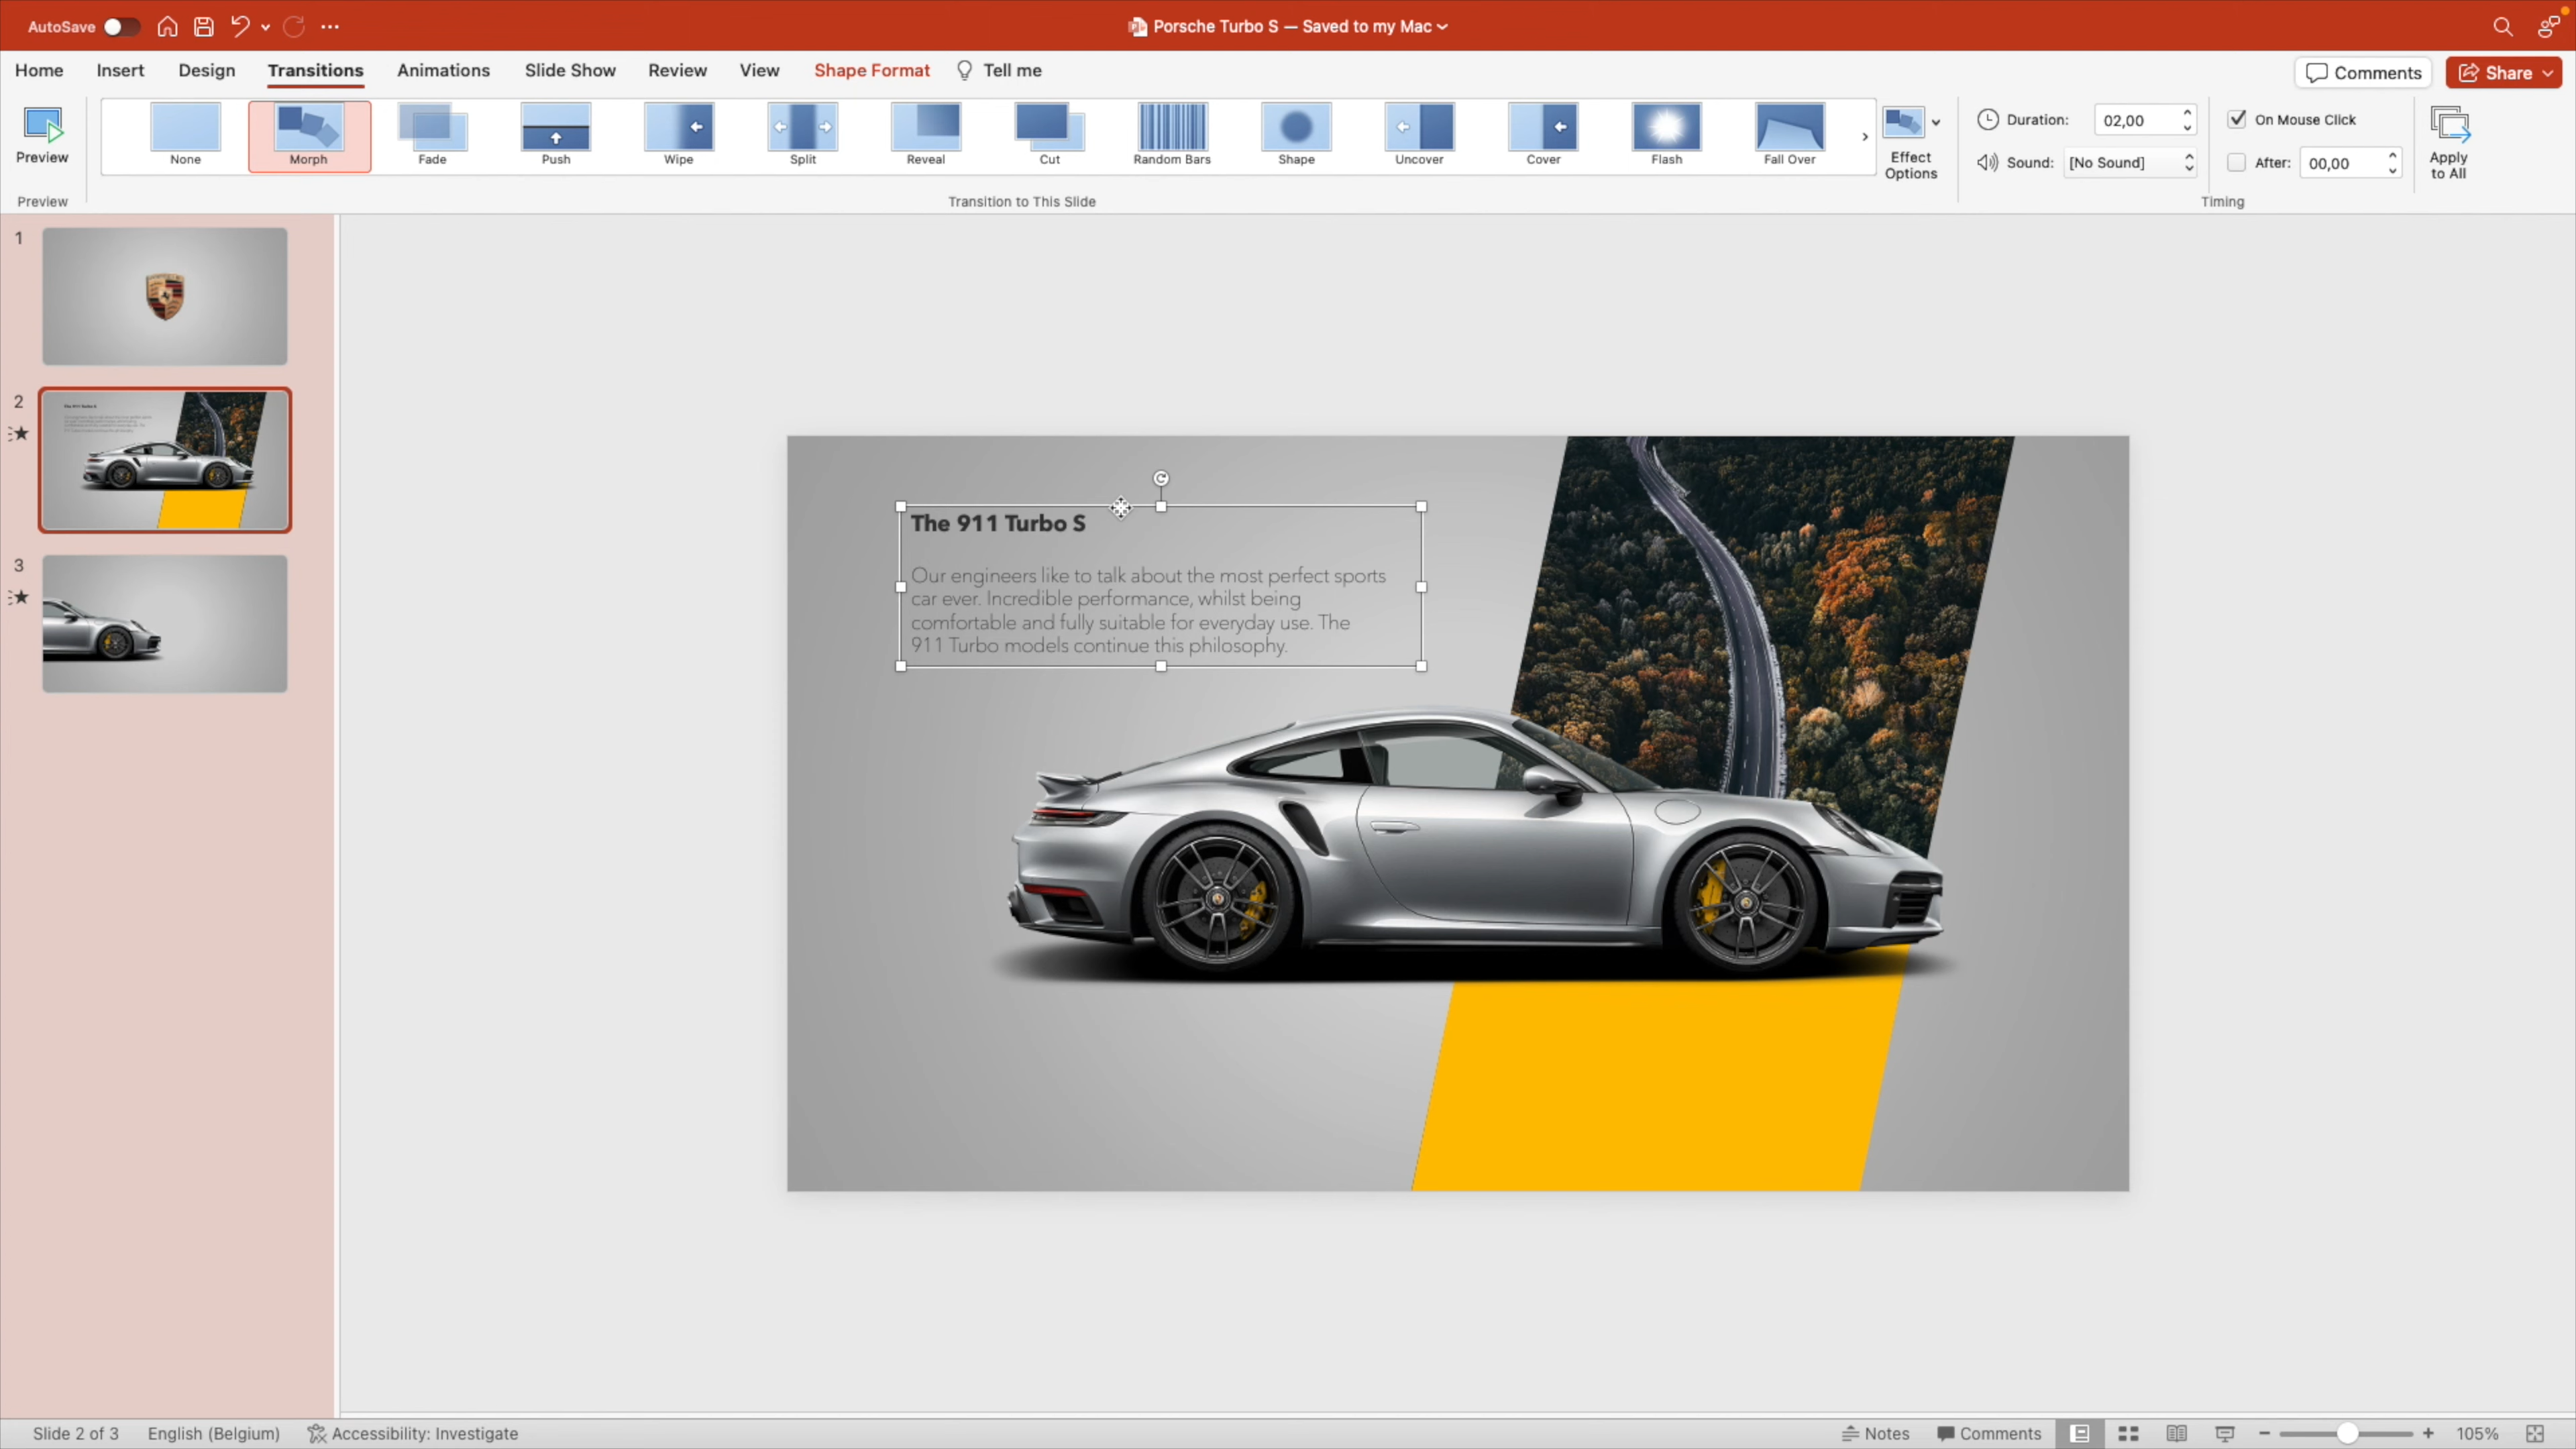 AutoSave
Porsche Turbo S — Saved to my Mac
Home Insert Design Transitions Animations Slide Show Review View Shape Format Tell me
Comments Share
Preview
None Morph Fade Push Wipe Split Reveal Cut Random Bars Shape Uncover Cover Flash Fall Over
Effect
Options
Duration: 02,00
Sound: [No Sound]
On Mouse Click
After: 00,00
Apply
to All
Preview
Transition to This Slide
Timing
1
2
The 911 Turbo S
3
The 911 Turbo S
Our engineers like to talk about the most perfect sports
car ever. Incredible performance, whilst being
comfortable and fully suitable for everyday use. The
911 Turbo models continue this philosophy.
Slide 2 of 3 English (Belgium) Accessibility: Investigate
Notes Comments 105%